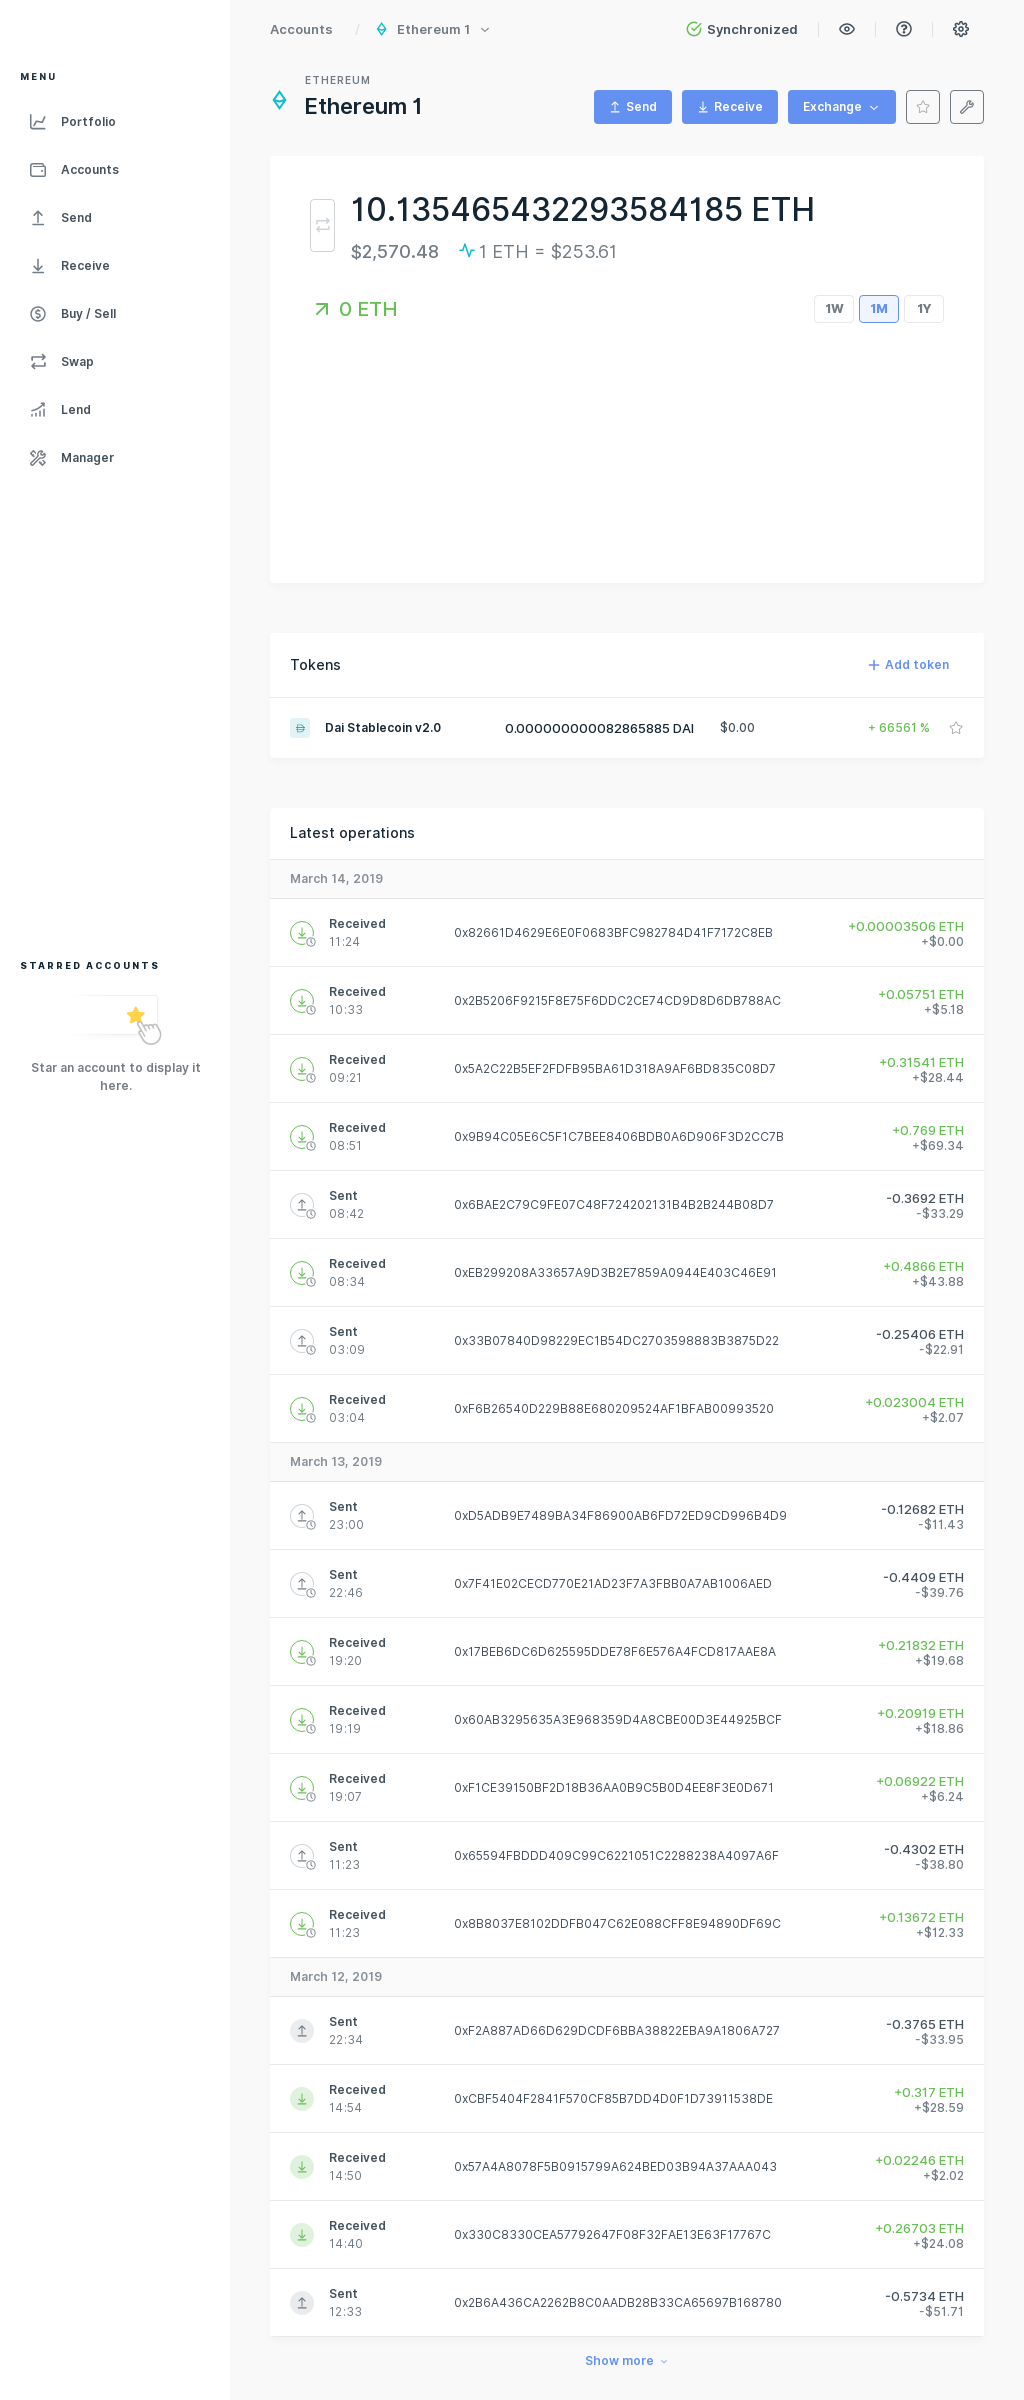 Accounts / Ethereum 1
Synchronized
MENU
Portfolio
Accounts
Send
Receive
Buy / Sell
Swap
Lend
Manager
STARRED ACCOUNTS
Star an account to display it
here.
ETHEREUM
Ethereum 1
Send
Receive
Exchange
10.135465432293584185 ETH
$2,570.48 1 ETH = $253.61
0 ETH
1W 1M 1Y
Tokens
Add token
Dai Stablecoin v2.0 0.000000000082865885 DAI $0.00 + 66561 %
Latest operations
March 14, 2019
Received
11:24
0x82661D4629E6E0F0683BFC982784D41F7172C8EB
+0.00003506 ETH
+$0.00
Received
10:33
0x2B5206F9215F8E75F6DDC2CE74CD9D8D6DB788AC
+0.05751 ETH
+$5.18
Received
09:21
0x5A2C22B5EF2FDFB95BA61D318A9AF6BD835C08D7
+0.31541 ETH
+$28.44
Received
08:51
0x9B94C05E6C5F1C7BEE8406BDB0A6D906F3D2CC7B
+0.769 ETH
+$69.34
Sent
08:42
0x6BAE2C79C9FE07C48F724202131B4B2B244B08D7
-0.3692 ETH
-$33.29
Received
08:34
0xEB299208A33657A9D3B2E7859A0944E403C46E91
+0.4866 ETH
+$43.88
Sent
03:09
0x33B07840D98229EC1B54DC2703598883B3875D22
-0.25406 ETH
-$22.91
Received
03:04
0xF6B26540D229B88E680209524AF1BFAB00993520
+0.023004 ETH
+$2.07
March 13, 2019
Sent
23:00
0xD5ADB9E7489BA34F86900AB6FD72ED9CD996B4D9
-0.12682 ETH
-$11.43
Sent
22:46
0x7F41E02CECD770E21AD23F7A3FBB0A7AB1006AED
-0.4409 ETH
-$39.76
Received
19:20
0x17BEB6DC6D625595DDE78F6E576A4FCD817AAE8A
+0.21832 ETH
+$19.68
Received
19:19
0x60AB3295635A3E968359D4A8CBE00D3E44925BCF
+0.20919 ETH
+$18.86
Received
19:07
0xF1CE39150BF2D18B36AA0B9C5B0D4EE8F3E0D671
+0.06922 ETH
+$6.24
Sent
11:23
0x65594FBDDD409C99C6221051C2288238A4097A6F
-0.4302 ETH
-$38.80
Received
11:23
0x8B8037E8102DDFB047C62E088CFF8E94890DF69C
+0.13672 ETH
+$12.33
March 12, 2019
Sent
22:34
0xF2A887AD66D629DCDF6BBA38822EBA9A1806A727
-0.3765 ETH
-$33.95
Received
14:54
0xCBF5404F2841F570CF85B7DD4D0F1D73911538DE
+0.317 ETH
+$28.59
Received
14:50
0x57A4A8078F5B0915799A624BED03B94A37AAA043
+0.02246 ETH
+$2.02
Received
14:40
0x330C8330CEA57792647F08F32FAE13E63F17767C
+0.26703 ETH
+$24.08
Sent
12:33
0x2B6A436CA2262B8C0AADB28B33CA65697B168780
-0.5734 ETH
-$51.71
Show more